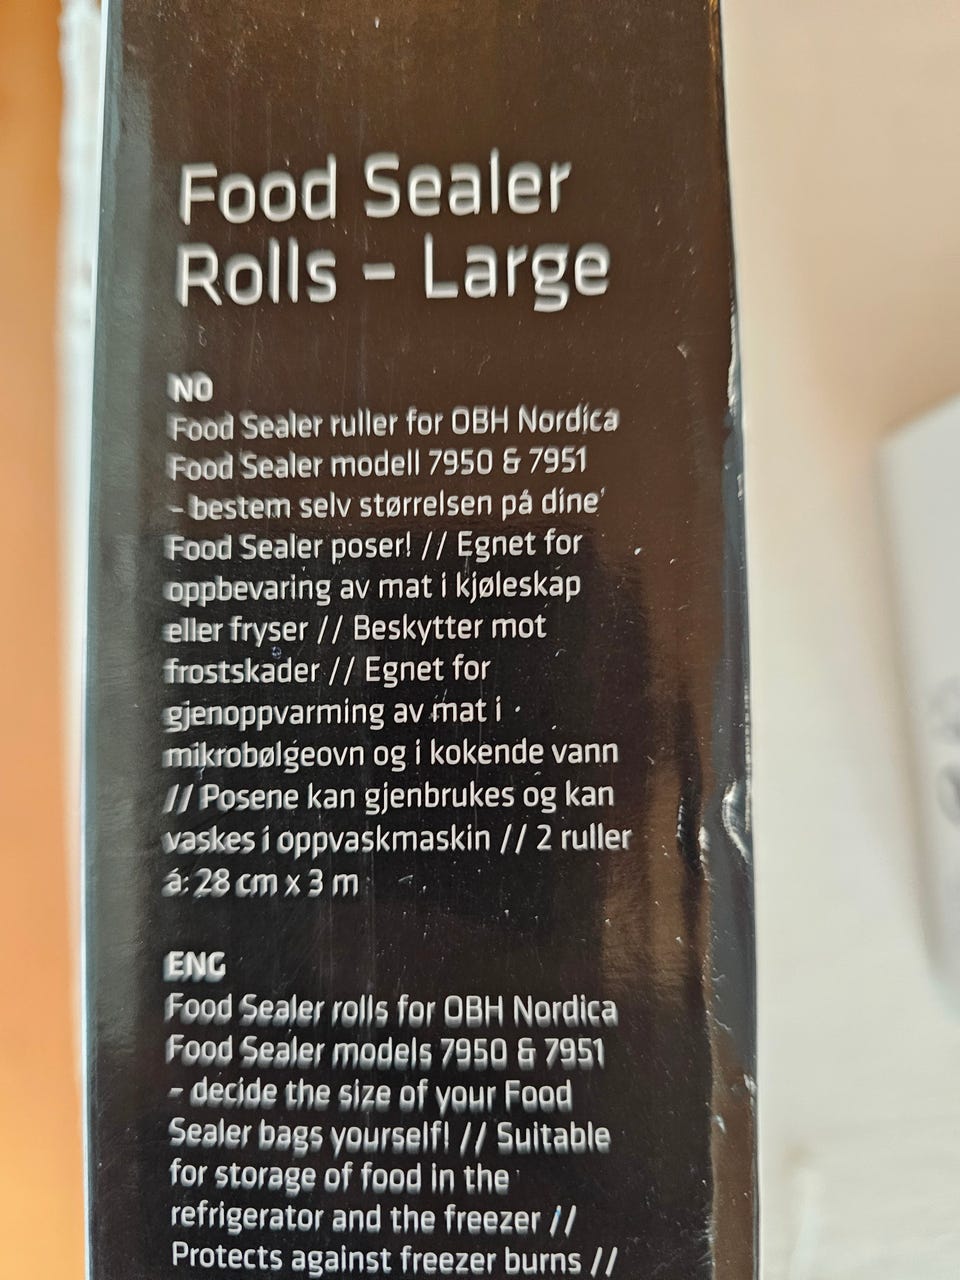 Food Sealer
Rolls - Large
NO
Food Sealer ruller for OBH Nordica
Food Sealer modell 7950 & 7951
- bestem selv størrelsen på dine
Food Sealer poser! // Egnet for
oppbevaring av mat i kjøleskap
eller fryser // Beskytter mot
frostskader // Egnet for
gjenoppvarming av mat i
mikrobølgeovn og i kokende vann
// Posene kan gjenbrukes og kan
vaskes i oppvaskmaskin // 2 ruller
á: 28 cm x 3 m
ENG
Food Sealer rolls for OBH Nordica
Food Sealer models 7950 & 7951
- decide the size of your Food
Sealer bags yourself! // Suitable
for storage of food in the
refrigerator and the freezer //
Protects against freezer burns //